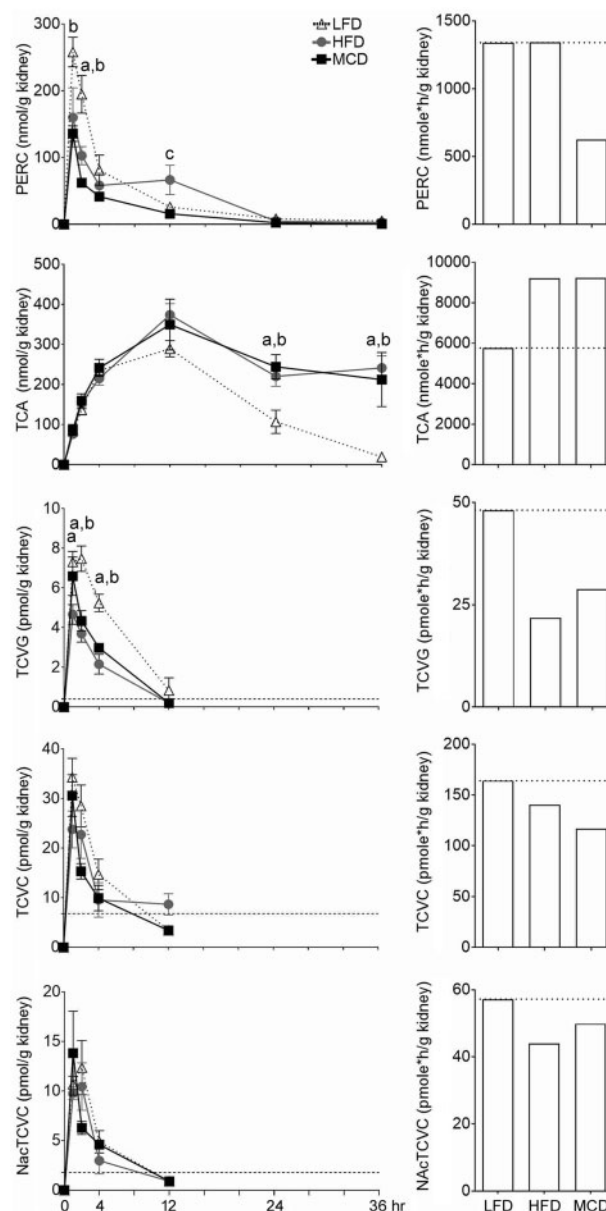 LFD
HFD
MCD
PERC (nmol/g kidney)
300
200
100
0
b
a,b
c
PERC (nmole*h/g kidney)
1500
1000
500
0
TCA (nmol/g kidney)
500
400
300
200
100
0
a,b
a,b
TCA (nmole*h/g kidney)
10000
8000
6000
4000
2000
0
TCVG (pmol/g kidney)
10
8
6
4
2
0
a,b
a
a,b
TCVG (pmole*h/g kidney)
50
25
0
TCVC (pmol/g kidney)
40
30
20
10
0
TCVC (pmole*h/g kidney)
200
150
100
50
0
NacTCVC (pmol/g kidney)
20
15
10
5
0
0 4 12 24 36 hr
NAcTCVC (pmole*h/g kidney)
60
40
20
0
LFD HFD MCD